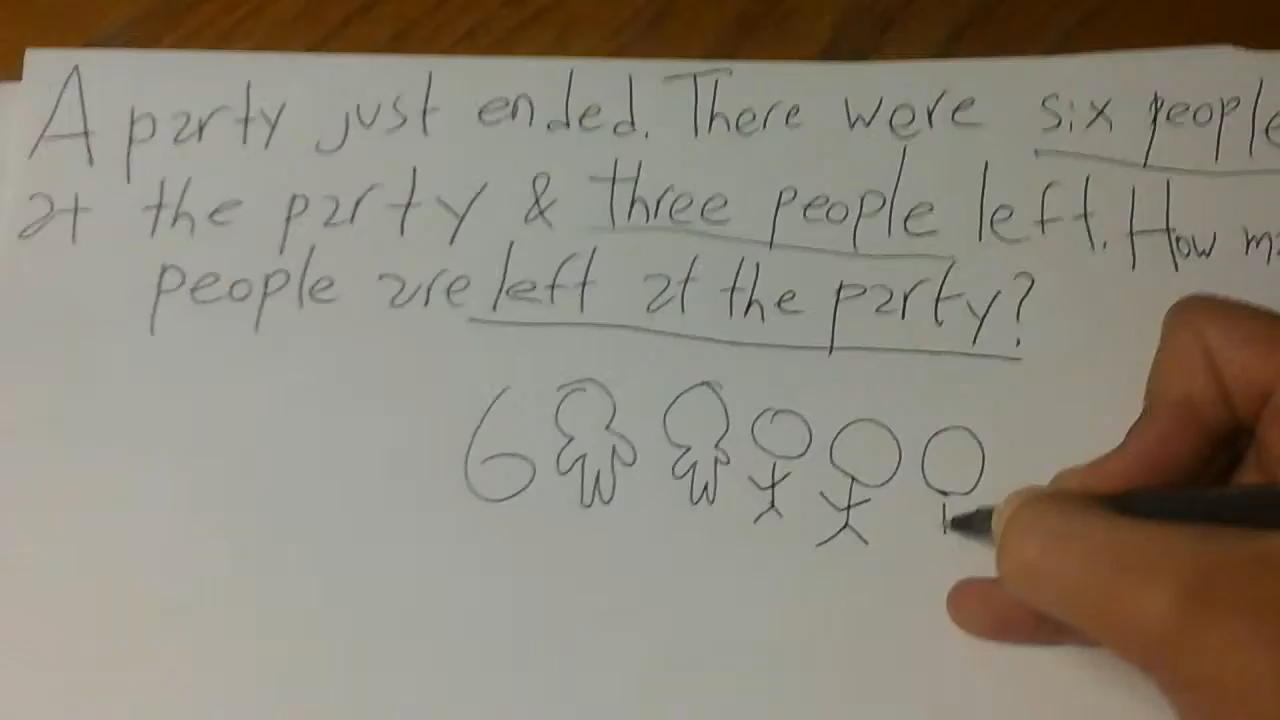 A party just ended. There were six people
at the party & three people left. How
people are left at the party?
6